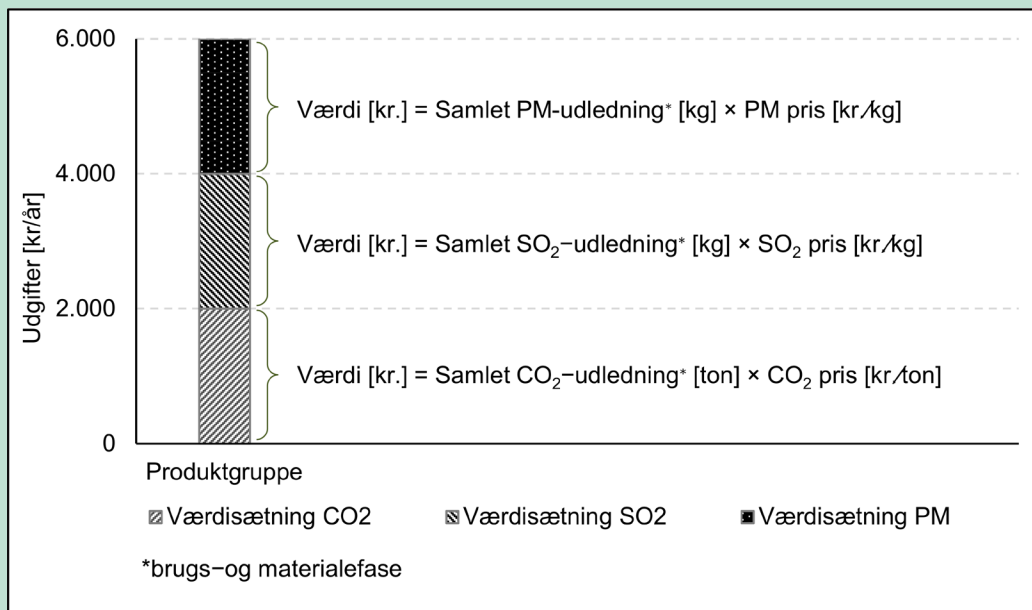 6.000
Værdi [kr.] = Samlet PM-udledning* [kg] × PM pris [kr/kg]
4.000
Udgifter [kr/år]
Værdi [kr.] = Samlet SO₂−udledning* [kg] × SO₂ pris [kr/kg]
2.000
Værdi [kr.] = Samlet CO₂−udledning* [ton] × CO₂ pris [kr/ton]
0
Produktgruppe
Værdisætning CO2 Værdisætning SO2 Værdisætning PM
*brugs−og materialefase